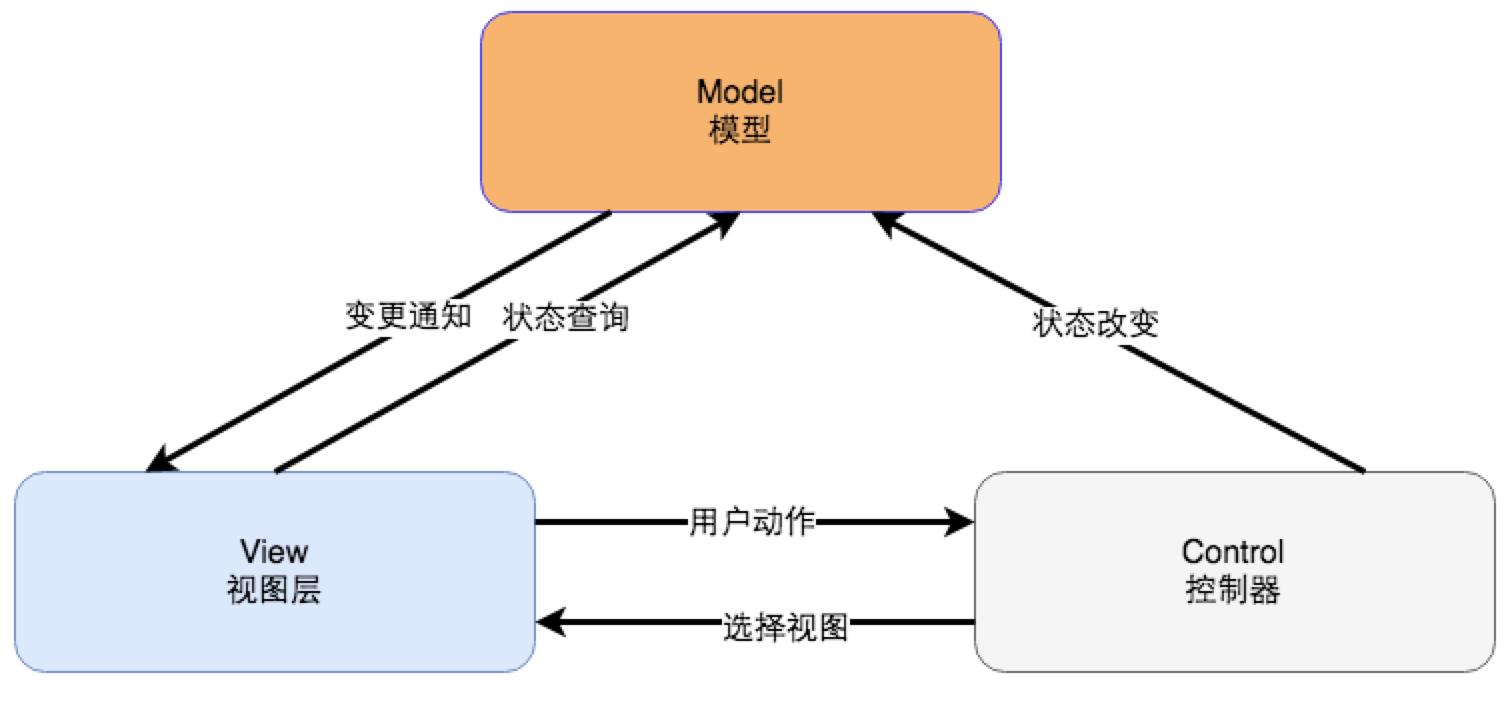 Model
模型
变更通知
状态查询
状态改变
View
视图层
用户动作
选择视图
Control
控制器